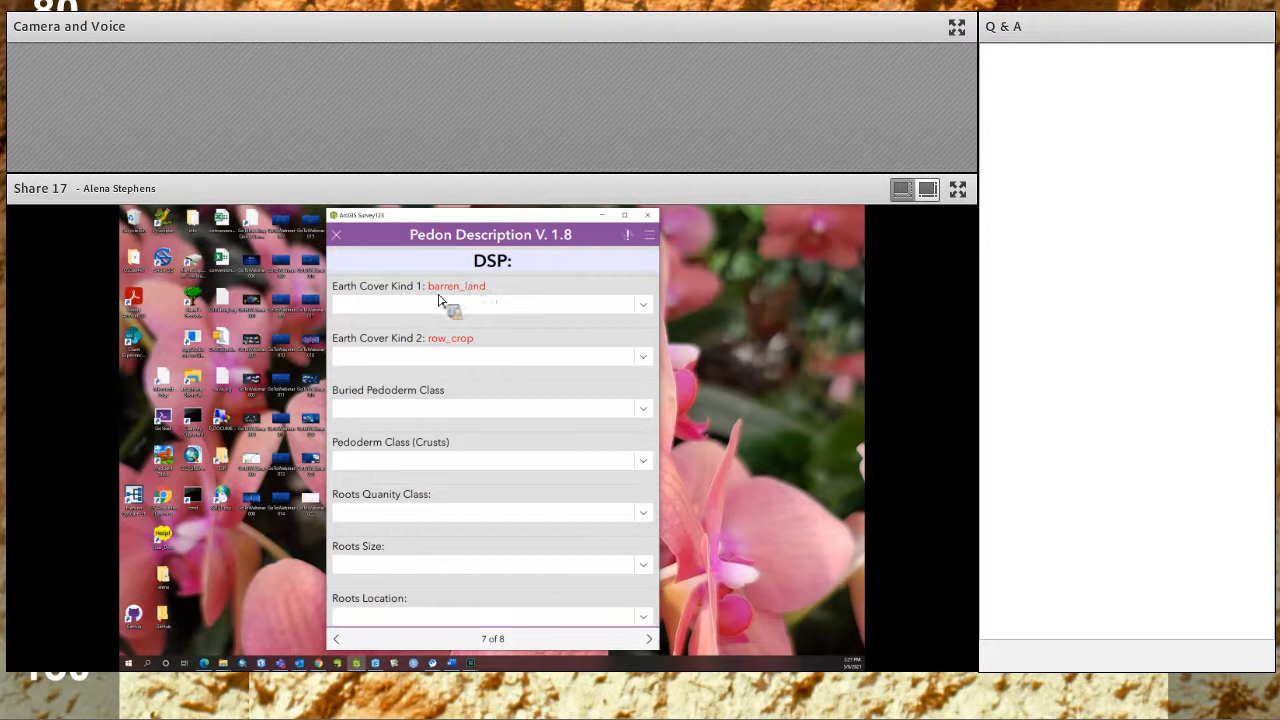 80
Camera and Voice
Q & A
Share 17 - Alena Stephens
ArcGIS Survey123
Pedon Description V. 1.8
DSP:
Earth Cover Kind 1: barren_land
Earth Cover Kind 2: row_crop
Buried Pedoderm Class
Pedoderm Class (Crusts)
Roots Quanity Class:
Roots Size:
Roots Location:
7 of 8